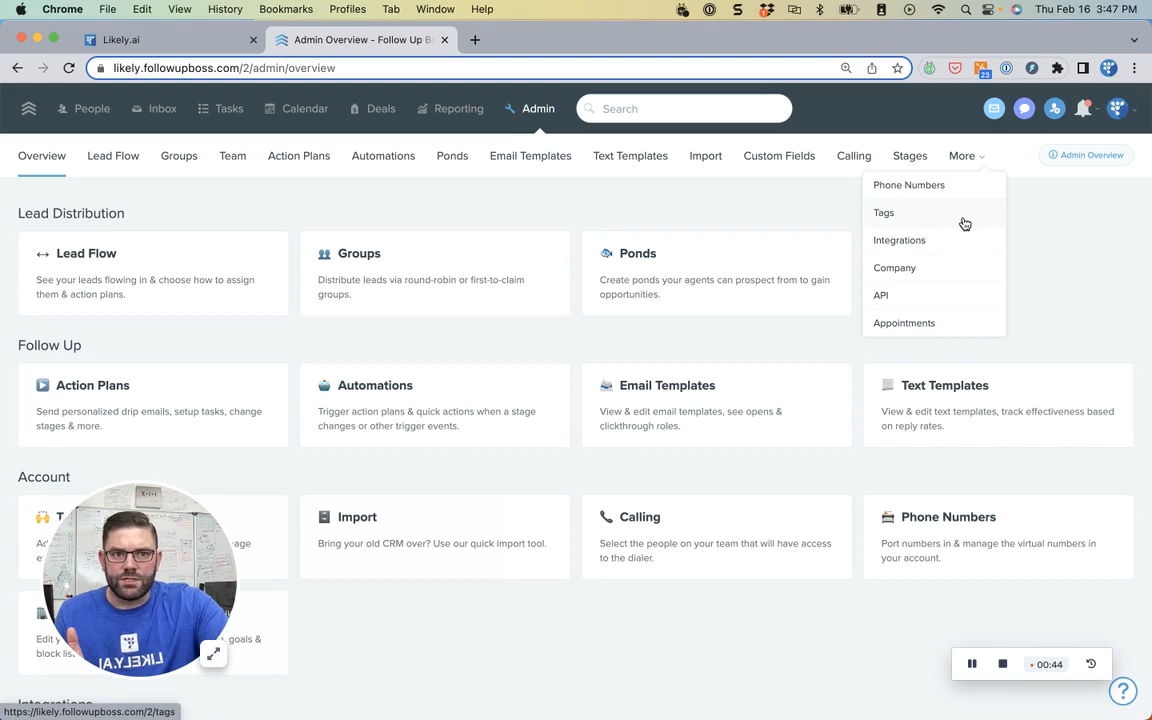 Chrome File Edit View History Bookmarks Profiles Tab Window Help Thu Feb 16 3:47 PM
Likely.ai
Admin Overview - Follow Up B
likely.followupboss.com/2/admin/overview
23
People Inbox Tasks Calendar Deals Reporting Admin Search
Overview Lead Flow Groups Team Action Plans Automations Ponds Email Templates Text Templates Import Custom Fields Calling Stages More Admin Overview
Phone Numbers
Tags
Integrations
Company
API
Appointments
Lead Distribution
Lead Flow
See your leads flowing in & choose how to assign
them & action plans.
Groups
Distribute leads via round-robin or first-to-claim
groups.
Ponds
Create ponds your agents can prospect from to gain
opportunities.
Follow Up
Action Plans
Send personalized drip emails, setup tasks, change
stages & more.
Automations
Trigger action plans & quick actions when a stage
changes or other trigger events.
Email Templates
View & edit email templates, see opens &
clickthrough roles.
Text Templates
View & edit text templates, track effectiveness based
on reply rates.
Account
Import
Bring your old CRM over? Use our quick import tool.
Calling
Select the people on your team that will have access
to the dialer.
Phone Numbers
Port numbers in & manage the virtual numbers in
your account.
goals &
block
LIKELY.AI
00:44
Integrations
https://likely.followupboss.com/2/tags